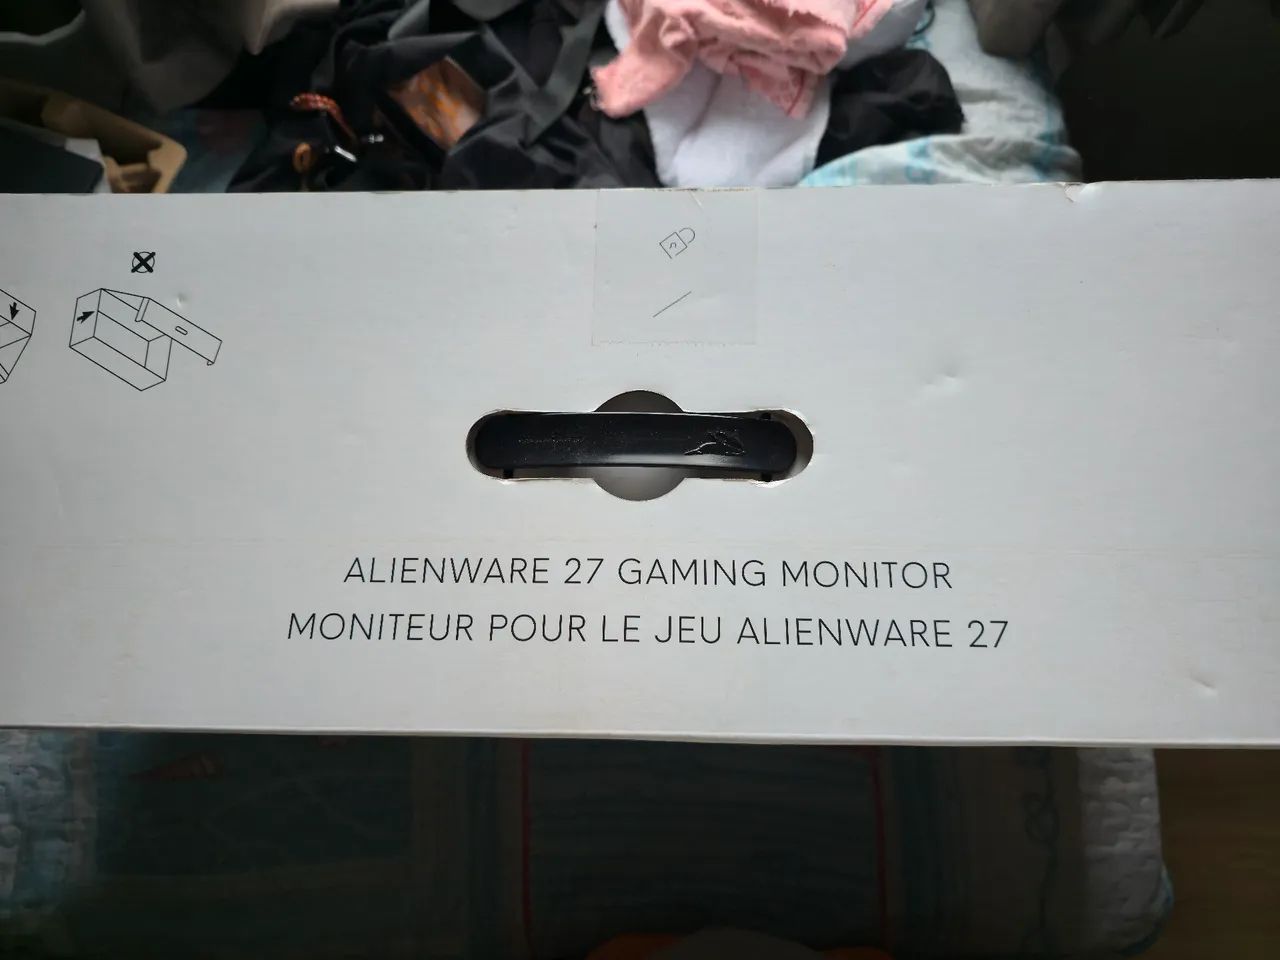 ALIENWARE 27 GAMING MONITOR
MONITEUR POUR LE JEU ALIENWARE 27